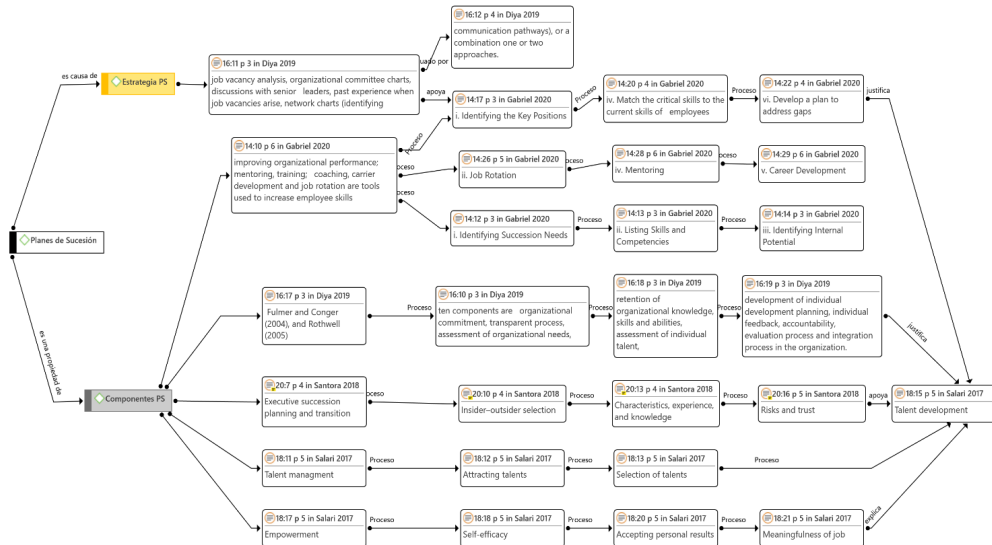 16:12 p 4 in Diya 2019
communication pathways), or a
combination one or two
approaches.
uado por
es causa de
Estrategia PS
16:11 p 3 in Diya 2019
job vacancy analysis, organizational committee charts,
discussions with senior leaders, past experience when
job vacancies arise, network charts (identifying
apoya
14:17 p 3 in Gabriel 2020
i. Identifying the Key Positions
Proceso
14:20 p 4 in Gabriel 2020
iv. Match the critical skills to the
current skills of employees
Proceso
14:22 p 4 in Gabriel 2020
vi. Develop a plan to
address gaps
justifica
14:10 p 6 in Gabriel 2020
improving organizational performance;
mentoring, training; coaching, carrier
development and job rotation are tools
used to increase employee skills
Proceso
oceso
14:26 p 5 in Gabriel 2020
ii. Job Rotation
oceso
14:28 p 6 in Gabriel 2020
iv. Mentoring
oceso
14:29 p 6 in Gabriel 2020
v. Career Development
oceso
14:12 p 3 in Gabriel 2020
i. Identifying Succession Needs
Proceso
14:13 p 3 in Gabriel 2020
ii. Listing Skills and
Competencies
Proceso
14:14 p 3 in Gabriel 2020
iii. Identifying Internal
Potential
Planes de Sucesión
es una propiedad de
Componentes PS
16:17 p 3 in Diya 2019
Fulmer and Conger
(2004), and Rothwell
(2005)
Proceso
16:10 p 3 in Diya 2019
ten components are organizational
commitment, transparent process,
assessment of organizational needs,
Proceso
16:18 p 3 in Diya 2019
retention of
organizational knowledge,
skills and abilities,
assessment of individual
talent,
Proceso
16:19 p 3 in Diya 2019
development of individual
development planning, individual
feedback, accountability,
evaluation process and integration
process in the organization.
justifica
20:7 p 4 in Santora 2018
Executive succession
planning and transition
oceso
20:10 p 4 in Santora 2018
Insider–outsider selection
Proceso
20:13 p 4 in Santora 2018
Characteristics, experience,
and knowledge
Proceso
20:16 p 5 in Santora 2018
Risks and trust
apoya
18:15 p 5 in Salari 2017
Talent development
18:11 p 5 in Salari 2017
Talent managment
Proceso
18:12 p 5 in Salari 2017
Attracting talents
Proceso
18:13 p 5 in Salari 2017
Selection of talents
Proceso
18:17 p 5 in Salari 2017
Empowerment
Proceso
18:18 p 5 in Salari 2017
Self-efficacy
Proceso
18:20 p 5 in Salari 2017
Accepting personal results
Proceso
18:21 p 5 in Salari 2017
Meaningfulness of job
explica